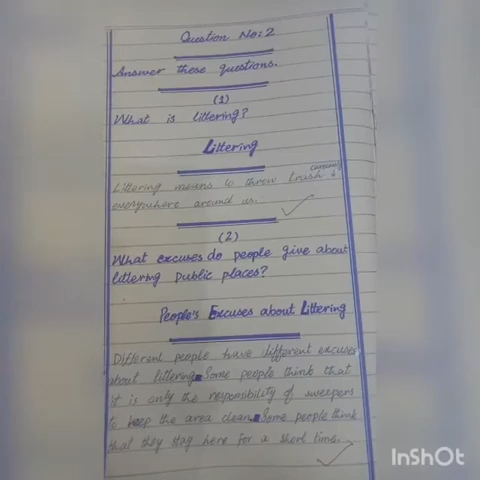 Question No:2
Answer these questions.
(1)
What is littering?
Littering
Littering means to throw trash
everywhere around us.
(2)
What excuses do people give about
littering public places?
People's Excuses about Littering
Different people have different excuses
about littering. Some people think that
it is only the responsibility of sweepers
to keep the area clean. Some people think
that they stay here for a short time.
InShOt